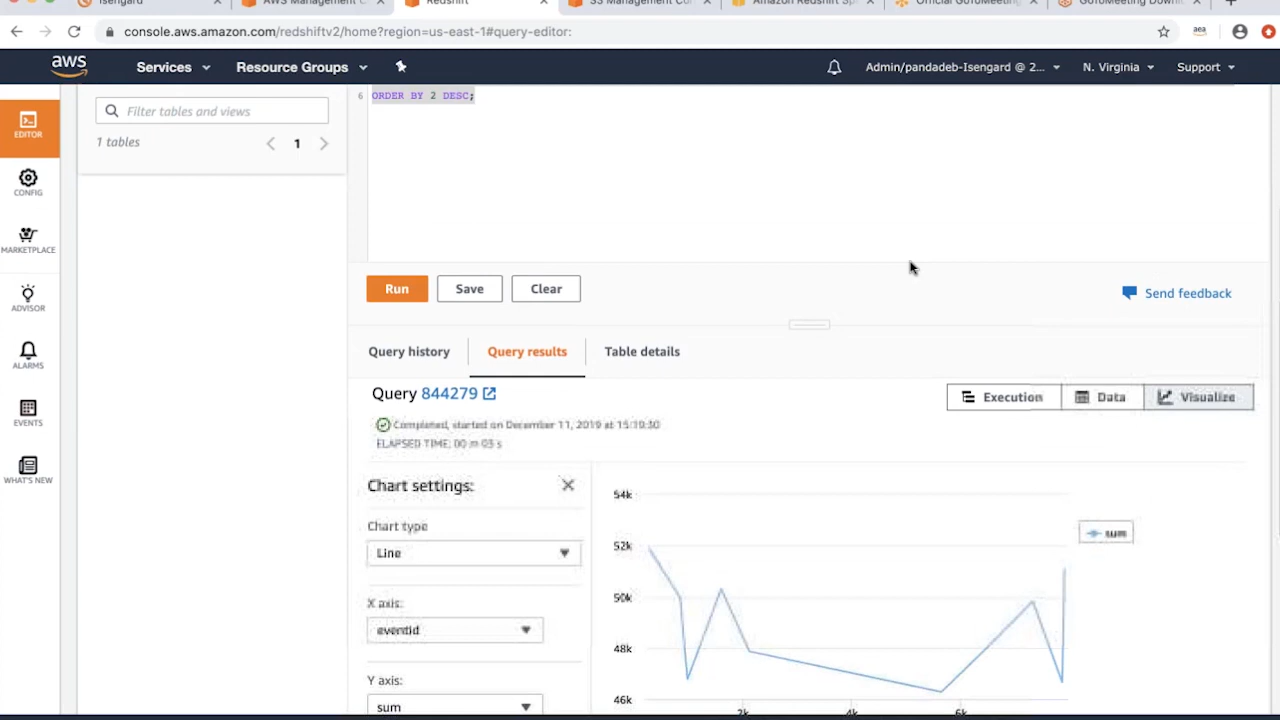 Isengard
AWS Management C
Redshift
S3 Management Con
Amazon Redshift Sp
Official GoToMeeting
GoToMeeting Downl
console.aws.amazon.com/redshiftv2/home?region=us-east-1#query-editor:
aea
aws
Services
Resource Groups
Admin/pandadeb-Isengard @ 2...
N. Virginia
Support
EDITOR
CONFIG
MARKETPLACE
ADVISOR
ALARMS
EVENTS
WHAT'S NEW
Filter tables and views
1 tables
1
6 ORDER BY 2 DESC;
Run
Save
Clear
Send feedback
Query history
Query results
Table details
Query 844279
Execution
Data
Visualize
Completed, started on December 11, 2019 at 15:19:30
ELAPSED TIME: 00 m 03 s
Chart settings:
Chart type
Line
X axis:
eventid
Y axis:
sum
54k
52k
50k
48k
46k
2k
4k
6k
sum